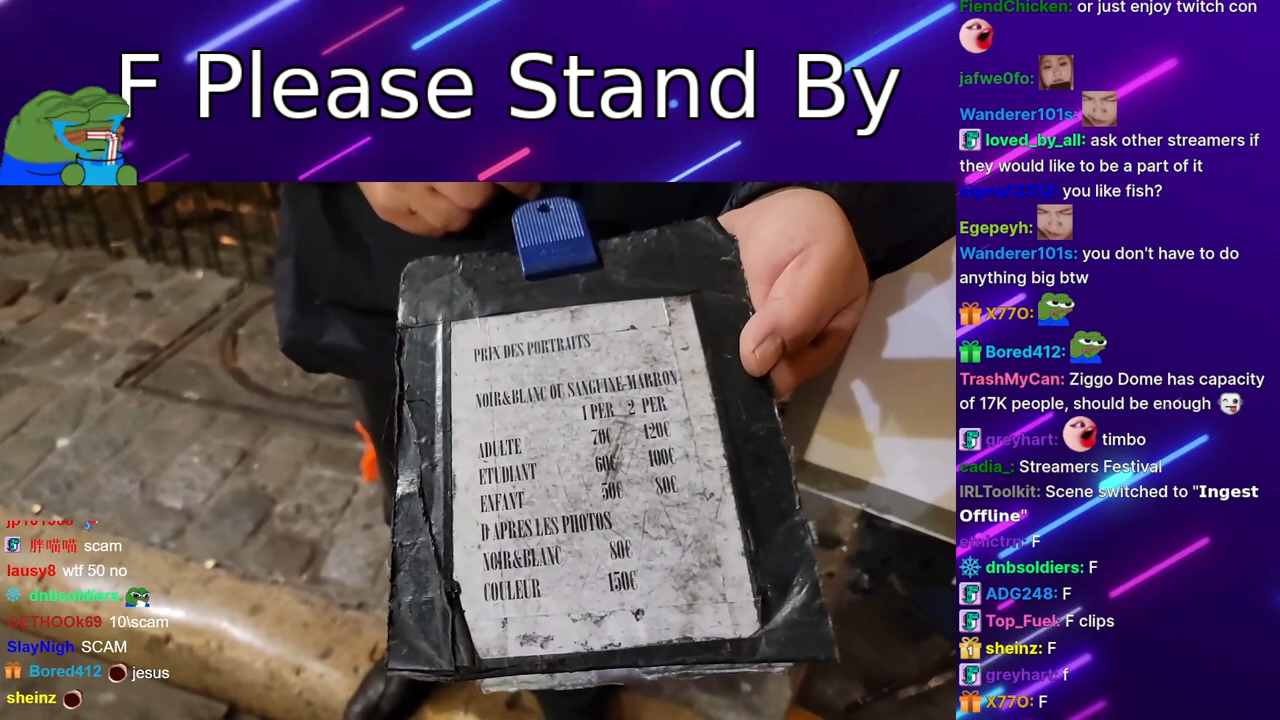 F Please Stand By
PRIX DES PORTRAITS
NOIR&BLANC OU SANGUINE-MARRON
1 PER 2 PER
ADULTE 70€ 120€
ETUDIANT 60€ 100€
ENFANT 50€ 80€
D'APRES LES PHOTOS
NOIR&BLANC 80€
COULEUR 150€
胖喵喵 scam
lausy8 wtf 50 no
dnbsoldiers
GETHOOk69 10\scam
SlayNigh SCAM
Bored412 jesus
sheinz
FiendChicken: or just enjoy twitch con
jafwe0fo:
Wanderer101s:
loved_by_all: ask other streamers if
they would like to be a part of it
you like fish?
Egepeyh:
Wanderer101s: you don't have to do
anything big btw
X77O:
Bored412:
TrashMyCan: Ziggo Dome has capacity
of 17K people, should be enough
greyhart: timbo
cadia_: Streamers Festival
IRLToolkit: Scene switched to "Ingest
Offline"
F
dnbsoldiers: F
ADG248: F
Top_Fuel: F clips
sheinz: F
greyhart: f
X77O: F